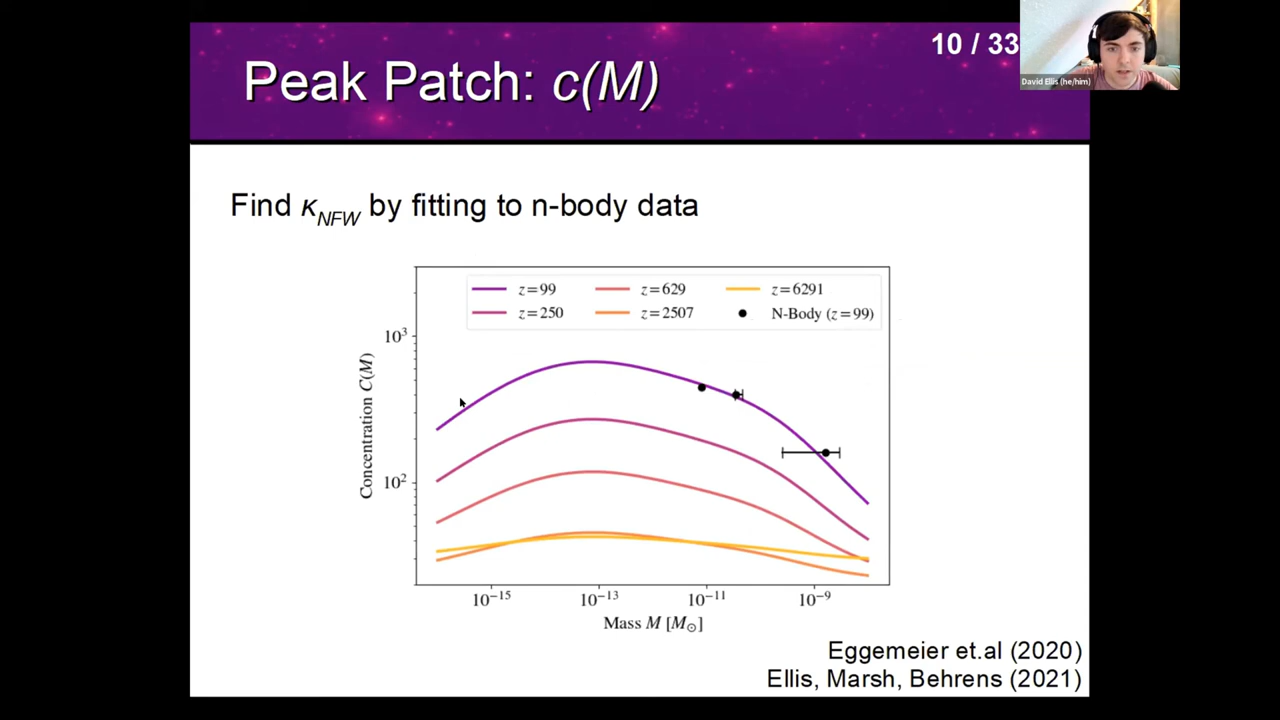 10 / 33
Peak Patch: c(M)
David Ellis (he/him)
Find κNFW by fitting to n-body data
z=99
z=629
z=6291
z=250
z=2507
N-Body (z=99)
10³
10²
Concentration C(M)
10⁻¹⁵
10⁻¹³
10⁻¹¹
10⁻⁹
Mass M [M⊙]
Eggemeier et.al (2020)
Ellis, Marsh, Behrens (2021)